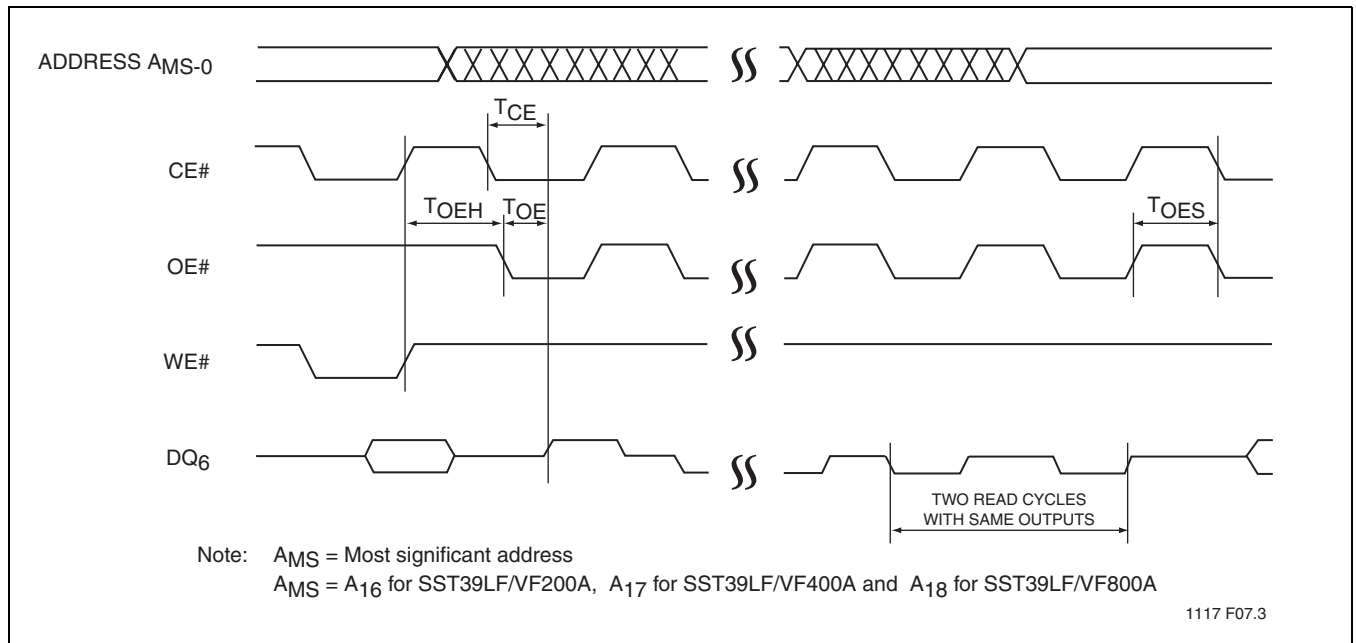 ADDRESS AMS-0
TCE
CE#
TOEH
TOE
TOES
OE#
WE#
DQ6
TWO READ CYCLES
WITH SAME OUTPUTS
Note: AMS = Most significant address
AMS = A16 for SST39LF/VF200A, A17 for SST39LF/VF400A and A18 for SST39LF/VF800A
1117 F07.3